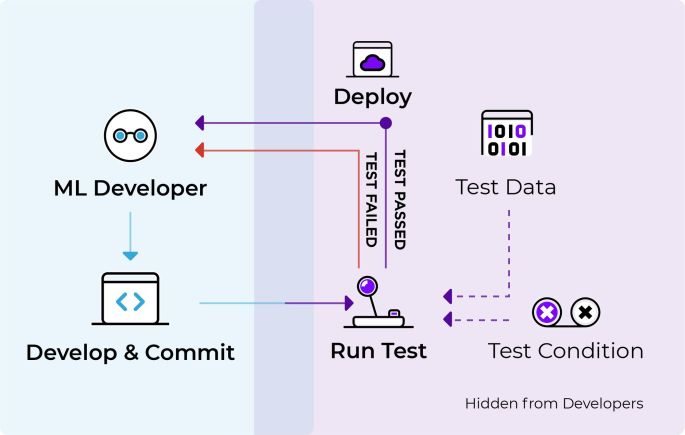 Deploy
ML Developer
TEST FAILED
TEST PASSED
1010
0101
Test Data
Develop & Commit
Run Test
Test Condition
Hidden from Developers